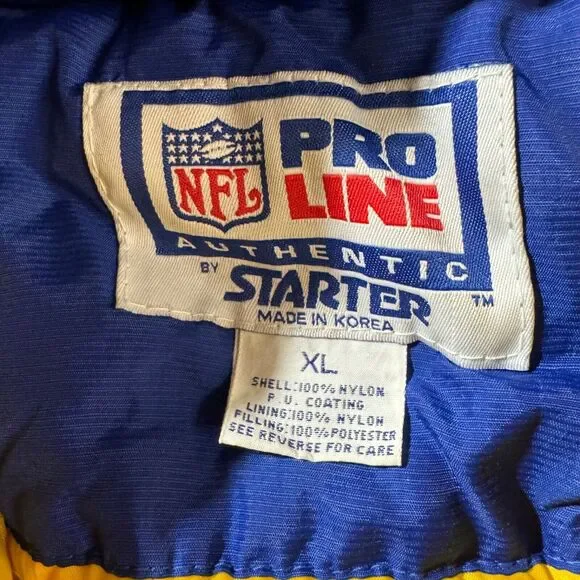 NFL
PRO
LINE
AUTHENTIC
BY STARTER TM
MADE IN KOREA
XL
SHELL:100% NYLON
P.U. COATING
LINING:100% NYLON
FILLING:100%POLYESTER
SEE REVERSE FOR CARE